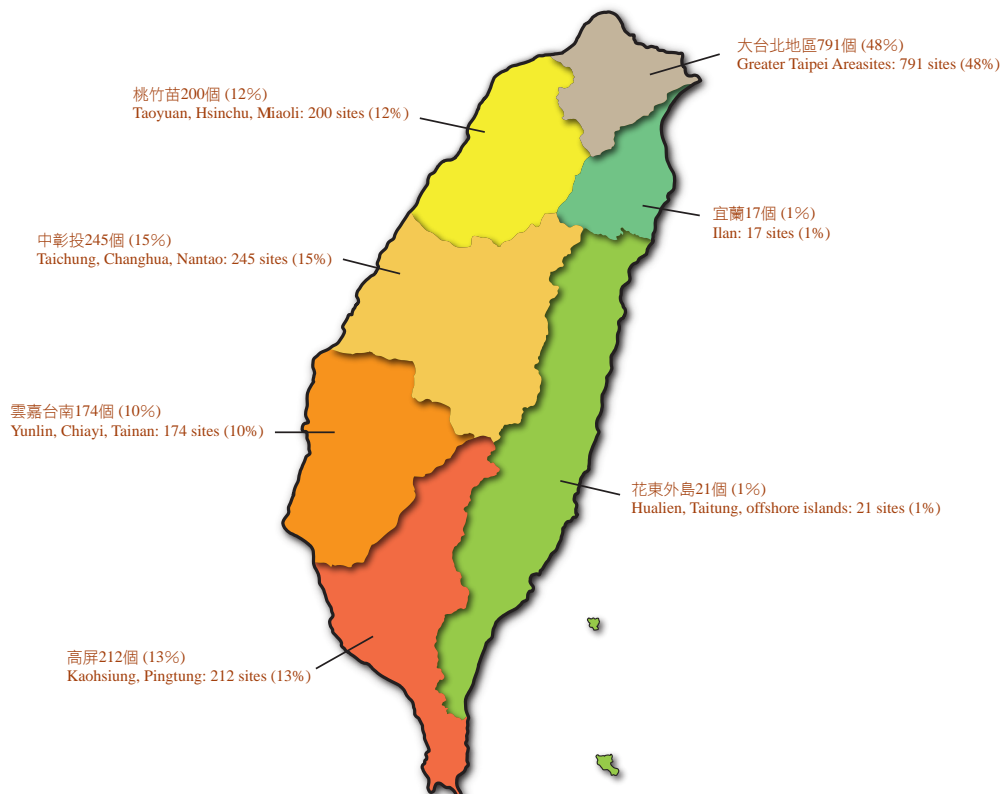 大台北地區791個 (48%)
Greater Taipei Areasites: 791 sites (48%)
桃竹苗200個 (12%)
Taoyuan, Hsinchu, Miaoli: 200 sites (12%)
宜蘭17個 (1%)
Ilan: 17 sites (1%)
中彰投245個 (15%)
Taichung, Changhua, Nantao: 245 sites (15%)
雲嘉台南174個 (10%)
Yunlin, Chiayi, Tainan: 174 sites (10%)
花東外島21個 (1%)
Hualien, Taitung, offshore islands: 21 sites (1%)
高屏212個 (13%)
Kaohsiung, Pingtung: 212 sites (13%)